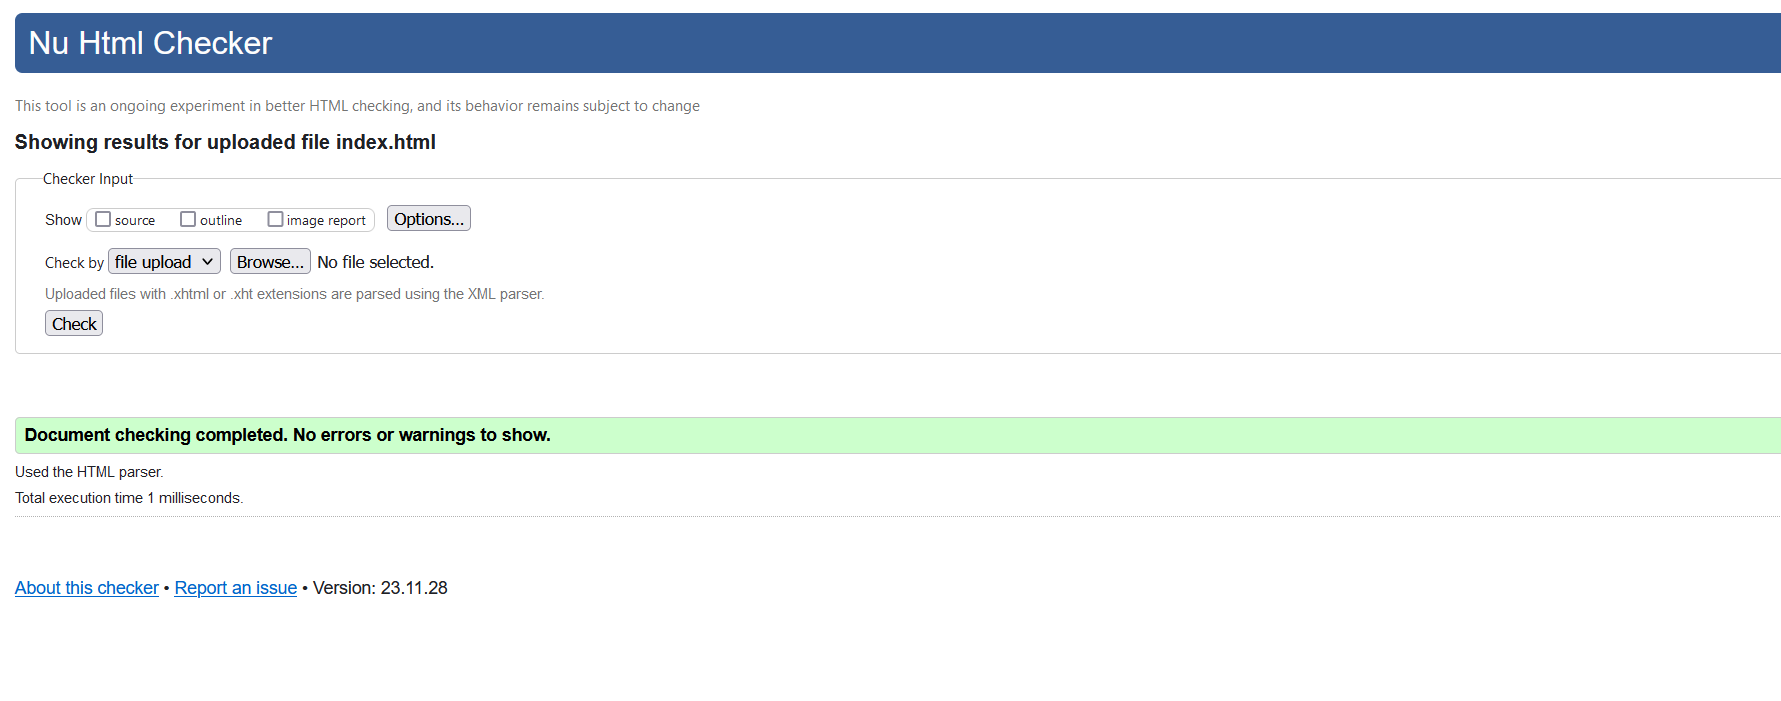 Nu Html Checker
This tool is an ongoing experiment in better HTML checking, and its behavior remains subject to change
Showing results for uploaded file index.html
Checker Input
Show source outline image report Options...
Check by file upload Browse... No file selected.
Uploaded files with .xhtml or .xht extensions are parsed using the XML parser.
Check
Document checking completed. No errors or warnings to show.
Used the HTML parser.
Total execution time 1 milliseconds.
About this checker • Report an issue • Version: 23.11.28